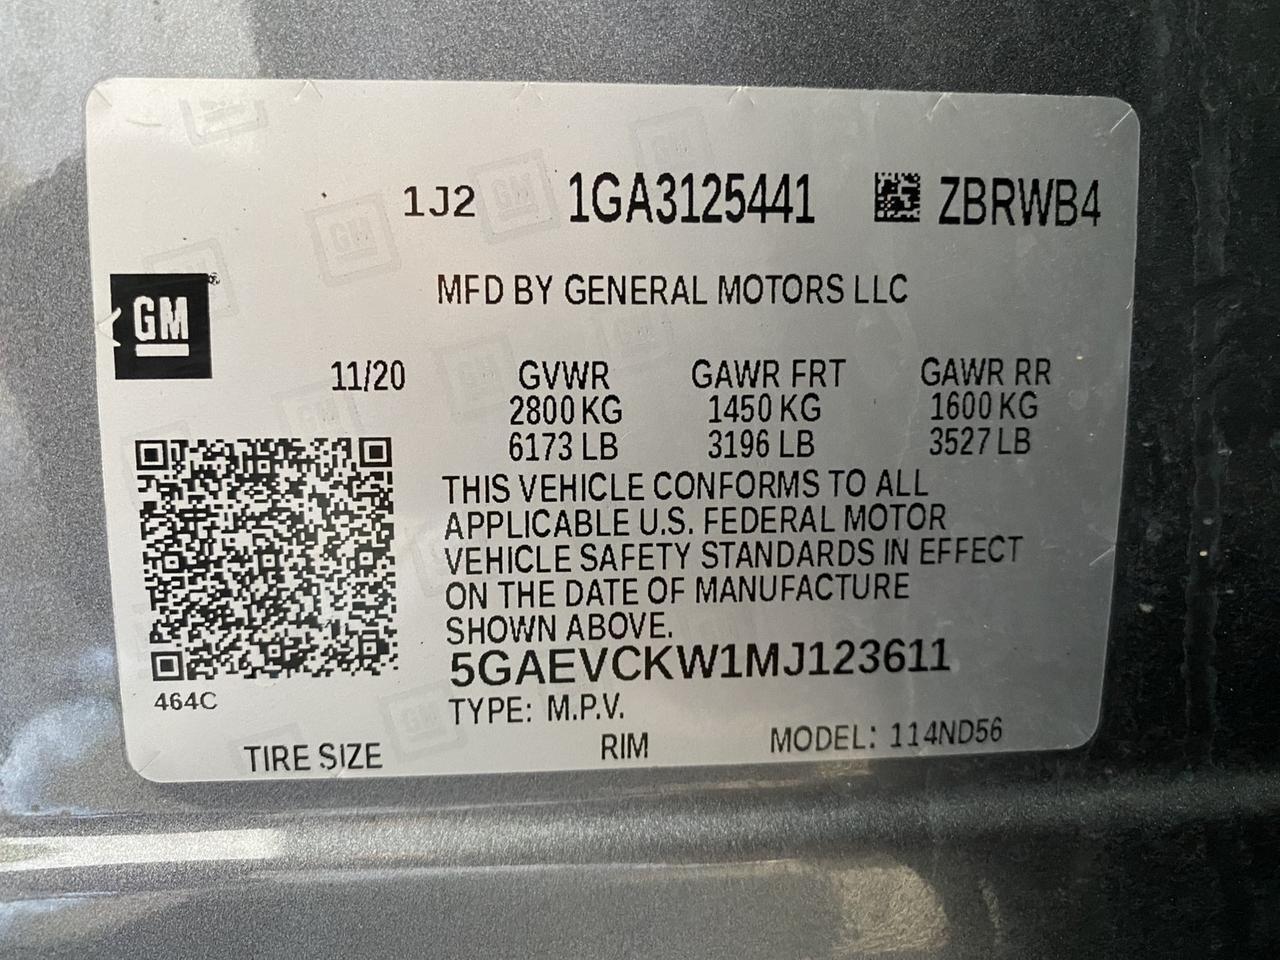 1J2 1GA3125441 ZBRWB4
MFD BY GENERAL MOTORS LLC
GM ®
11/20 GVWR GAWR FRT GAWR RR
2800 KG 1450 KG 1600 KG
6173 LB 3196 LB 3527 LB
THIS VEHICLE CONFORMS TO ALL
APPLICABLE U.S. FEDERAL MOTOR
VEHICLE SAFETY STANDARDS IN EFFECT
ON THE DATE OF MANUFACTURE
SHOWN ABOVE.
5GAEVCKW1MJ123611
464C
TYPE: M.P.V.
TIRE SIZE RIM MODEL: 114ND56